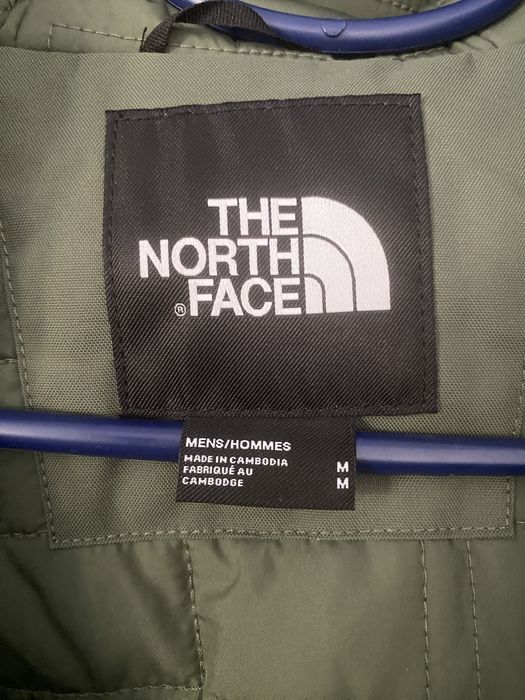 THE
NORTH
® FACE
MENS/HOMMES
MADE IN CAMBODIA M
FABRIQUÉ AU
CAMBODGE M